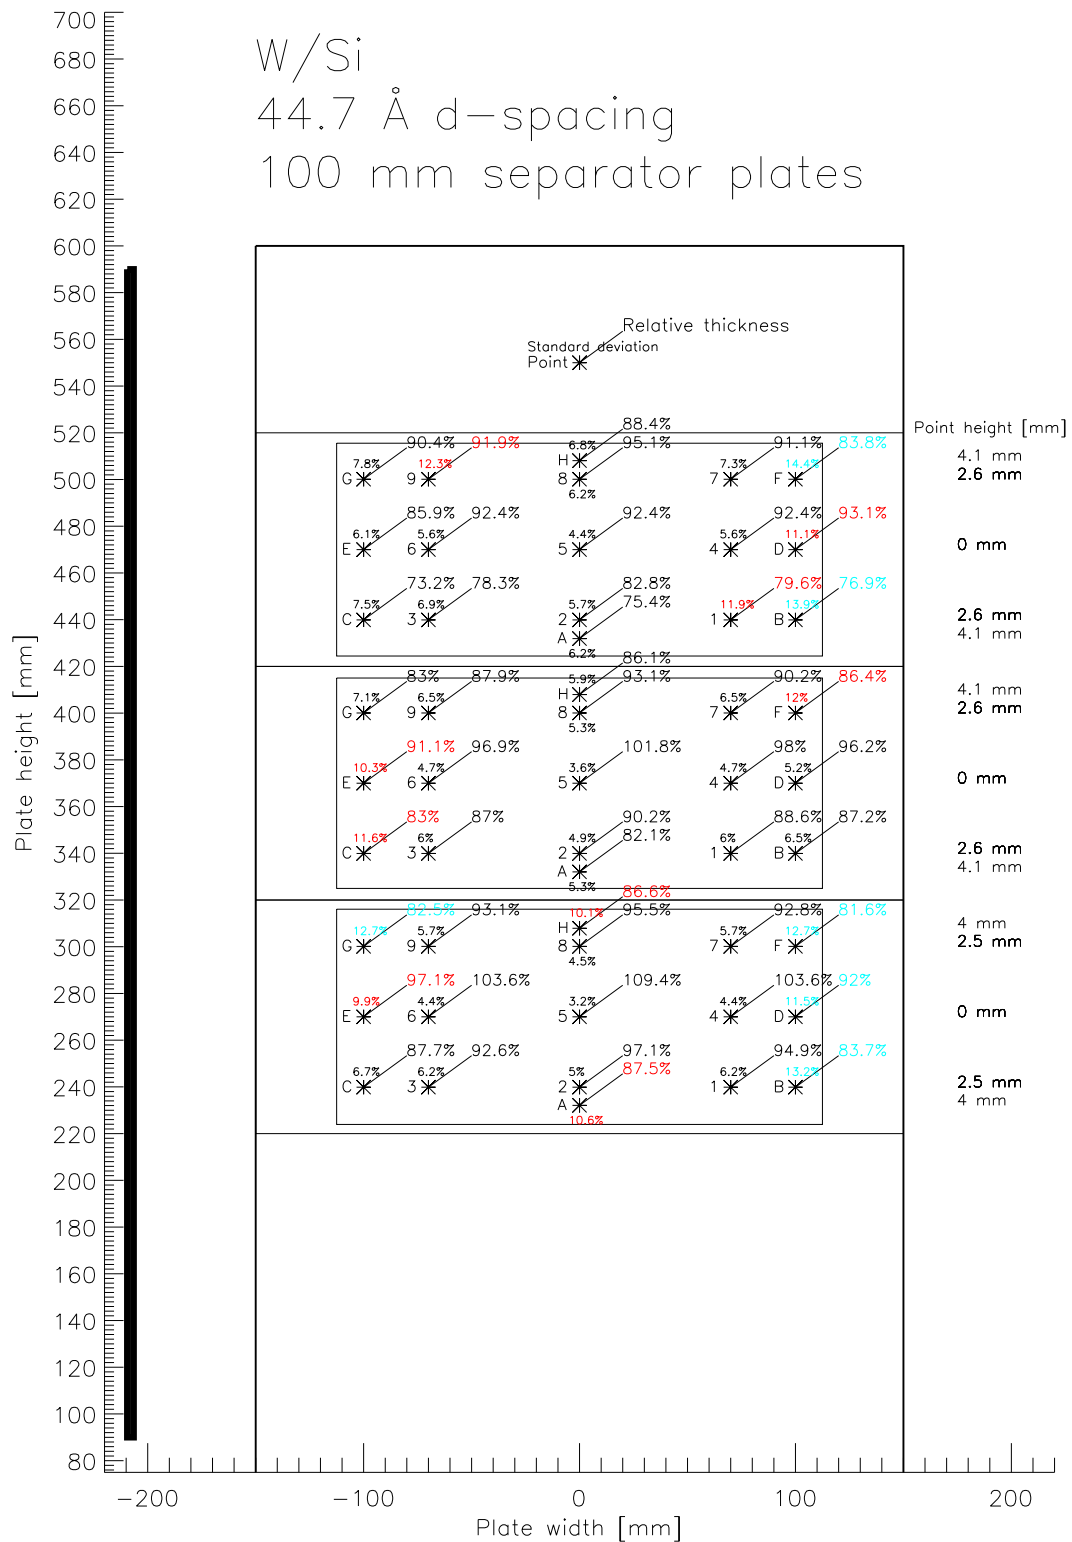 W/Si
44.7 Å d-spacing
100 mm separator plates
700
680
660
640
620
600
580
560
540
520
500
480
460
440
420
400
380
360
340
320
300
280
260
240
220
200
180
160
140
120
100
80
Plate height [mm]
Relative thickness
Standard deviation
Point
Point height [mm]
88.4%
90.4% 91.9% 6.8% 95.1% 91.1% 83.8%
7.8% 12.3% H 7.3% 14.4% 4.1 mm
G 9 8 7 F 2.6 mm
6.2%
85.9% 92.4% 92.4% 92.4% 93.1%
6.1% 5.6% 4.4% 5.6% 11.1%
E 6 5 4 D 0 mm
73.2% 78.3% 82.8% 79.6% 76.9%
7.5% 6.9% 5.7% 75.4% 11.9% 13.9%
C 3 2 1 B 2.6 mm
A 4.1 mm
6.2%
86.1%
83% 87.9% 5.9% 93.1% 90.2% 86.4%
7.1% 6.5% H 6.5% 12% 4.1 mm
G 9 8 7 F 2.6 mm
5.3%
91.1% 96.9% 101.8% 98% 96.2%
10.3% 4.7% 3.6% 4.7% 5.2%
E 6 5 4 D 0 mm
83% 87% 90.2% 88.6% 87.2%
11.6% 6% 4.9% 82.1% 6% 6.5%
C 3 2 1 B 2.6 mm
A 4.1 mm
5.3%
86.6%
82.5% 93.1% 10.1% 95.5% 92.8% 81.6%
12.7% 5.7% H 5.7% 12.7% 4 mm
G 9 8 7 F 2.5 mm
4.5%
97.1% 103.6% 109.4% 103.6% 92%
9.9% 4.4% 3.2% 4.4% 11.5%
E 6 5 4 D 0 mm
87.7% 92.6% 97.1% 94.9% 83.7%
6.7% 6.2% 5% 87.5% 6.2% 13.2%
C 3 2 1 B 2.5 mm
A 4 mm
10.6%
-200 -100 0 100 200
Plate width [mm]